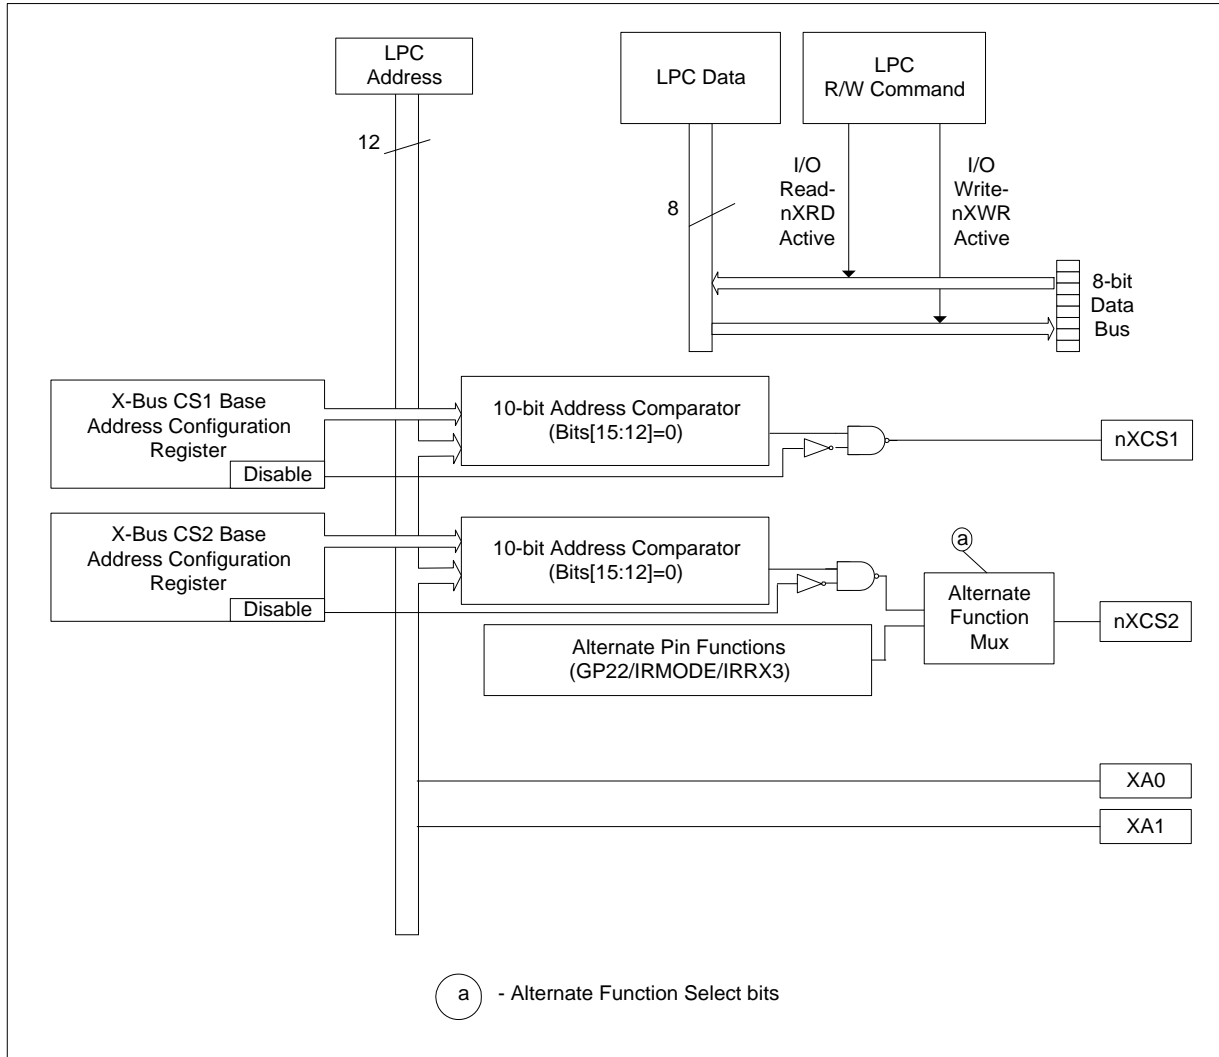 LPC
Address
LPC Data
LPC
R/W Command
12
8
I/O
Read-
nXRD
Active
I/O
Write-
nXWR
Active
8-bit
Data
Bus
X-Bus CS1 Base
Address Configuration
Register
Disable
10-bit Address Comparator
(Bits[15:12]=0)
nXCS1
X-Bus CS2 Base
Address Configuration
Register
Disable
10-bit Address Comparator
(Bits[15:12]=0)
a
Alternate
Function
Mux
nXCS2
Alternate Pin Functions
(GP22/IRMODE/IRRX3)
XA0
XA1
a - Alternate Function Select bits